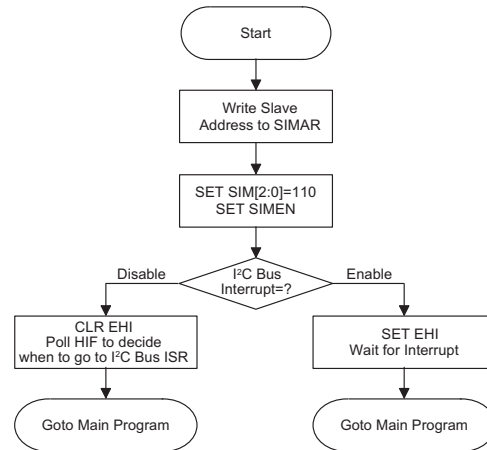 Start
Write Slave
Address to SIMAR
SET SIM[2:0]=110
SET SIMEN
I²C Bus
Interrupt=?
Disable
Enable
CLR EHI
Poll HIF to decide
when to go to I²C Bus ISR
SET EHI
Wait for Interrupt
Goto Main Program
Goto Main Program